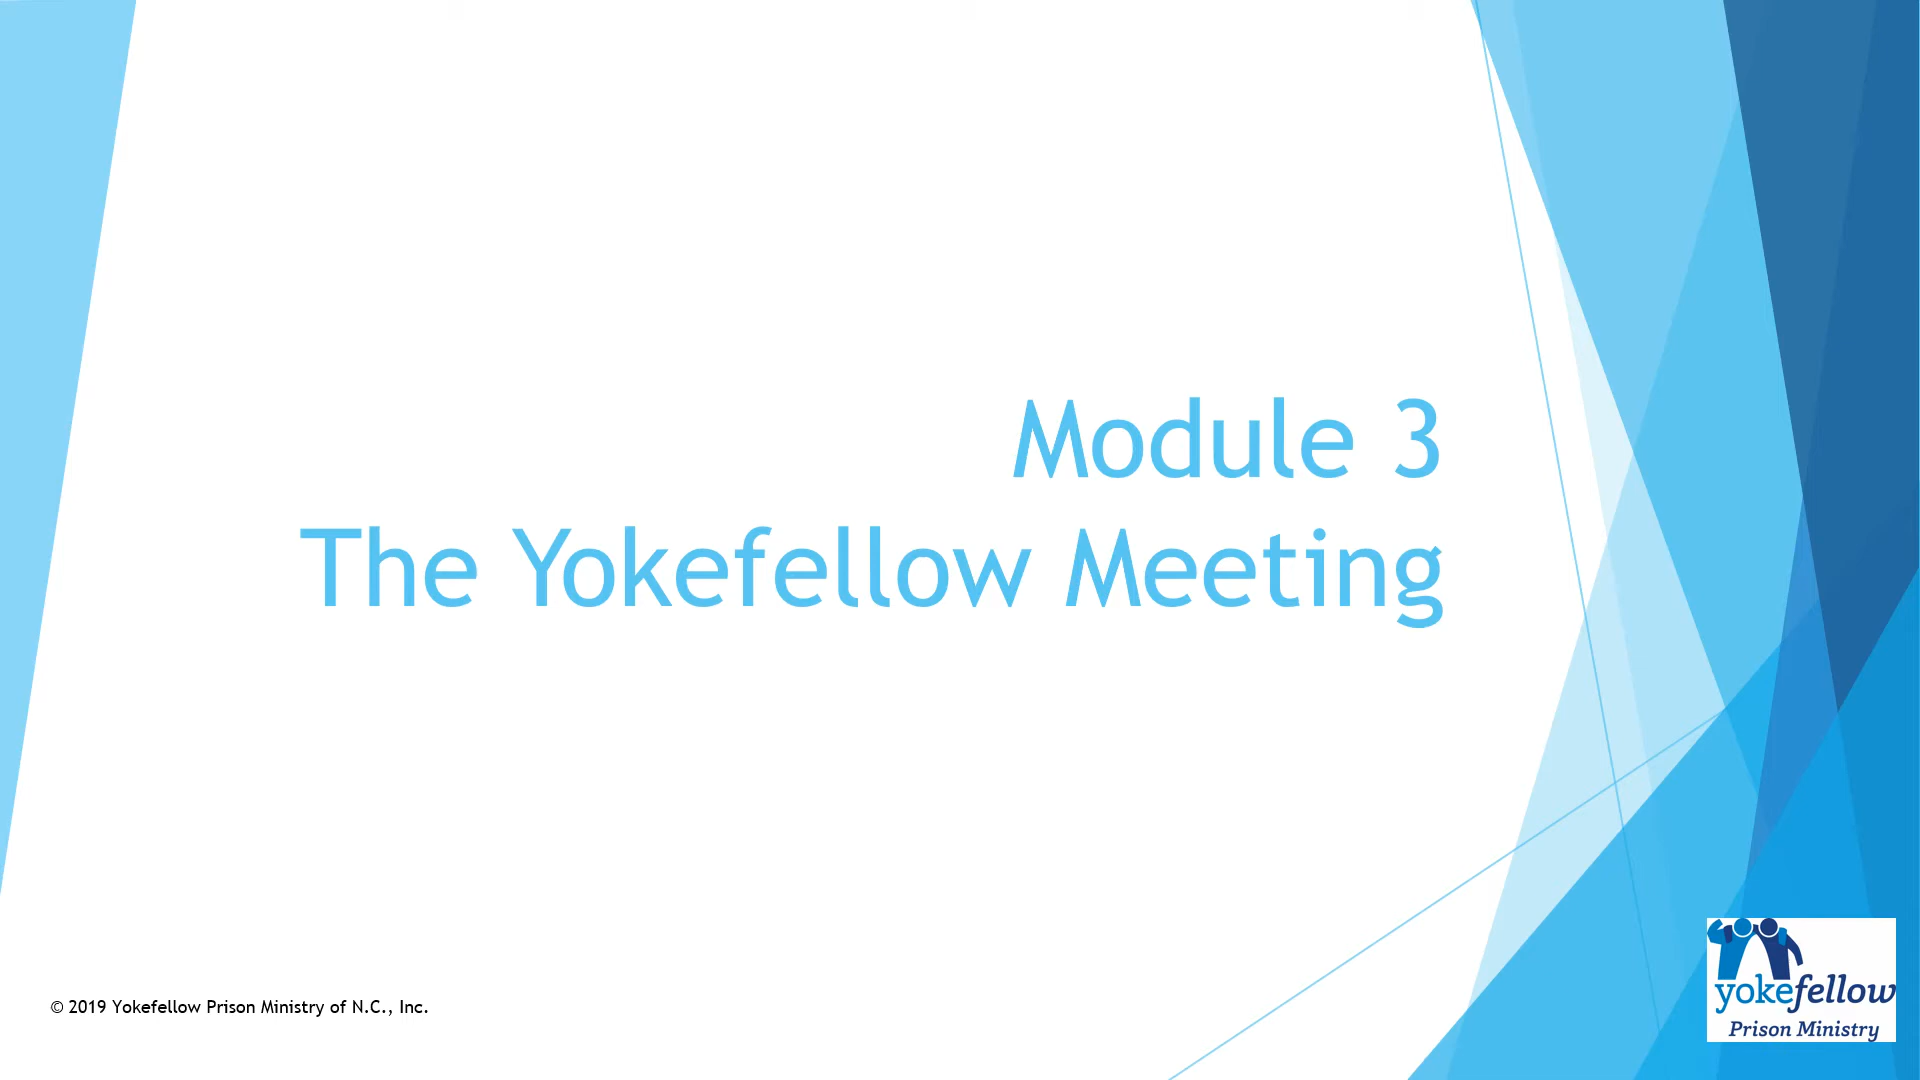 Module 3
The Yokefellow Meeting
© 2019 Yokefellow Prison Ministry of N.C., Inc.
yokefellow
Prison Ministry